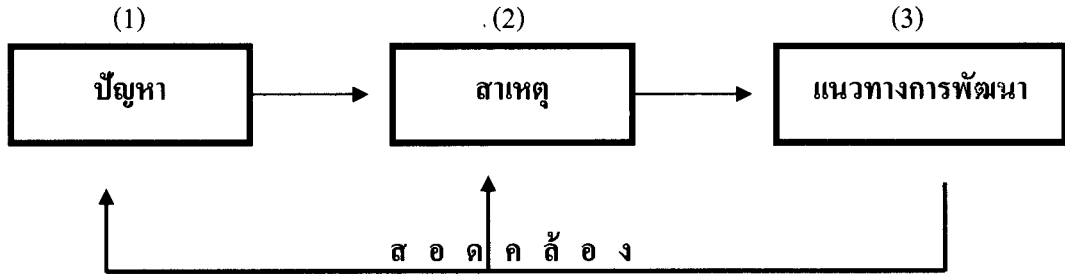 (1) (2) (3)
ปัญหา สาเหตุ แนวทางการพัฒนา
ส อ ด ค ล้ อ ง